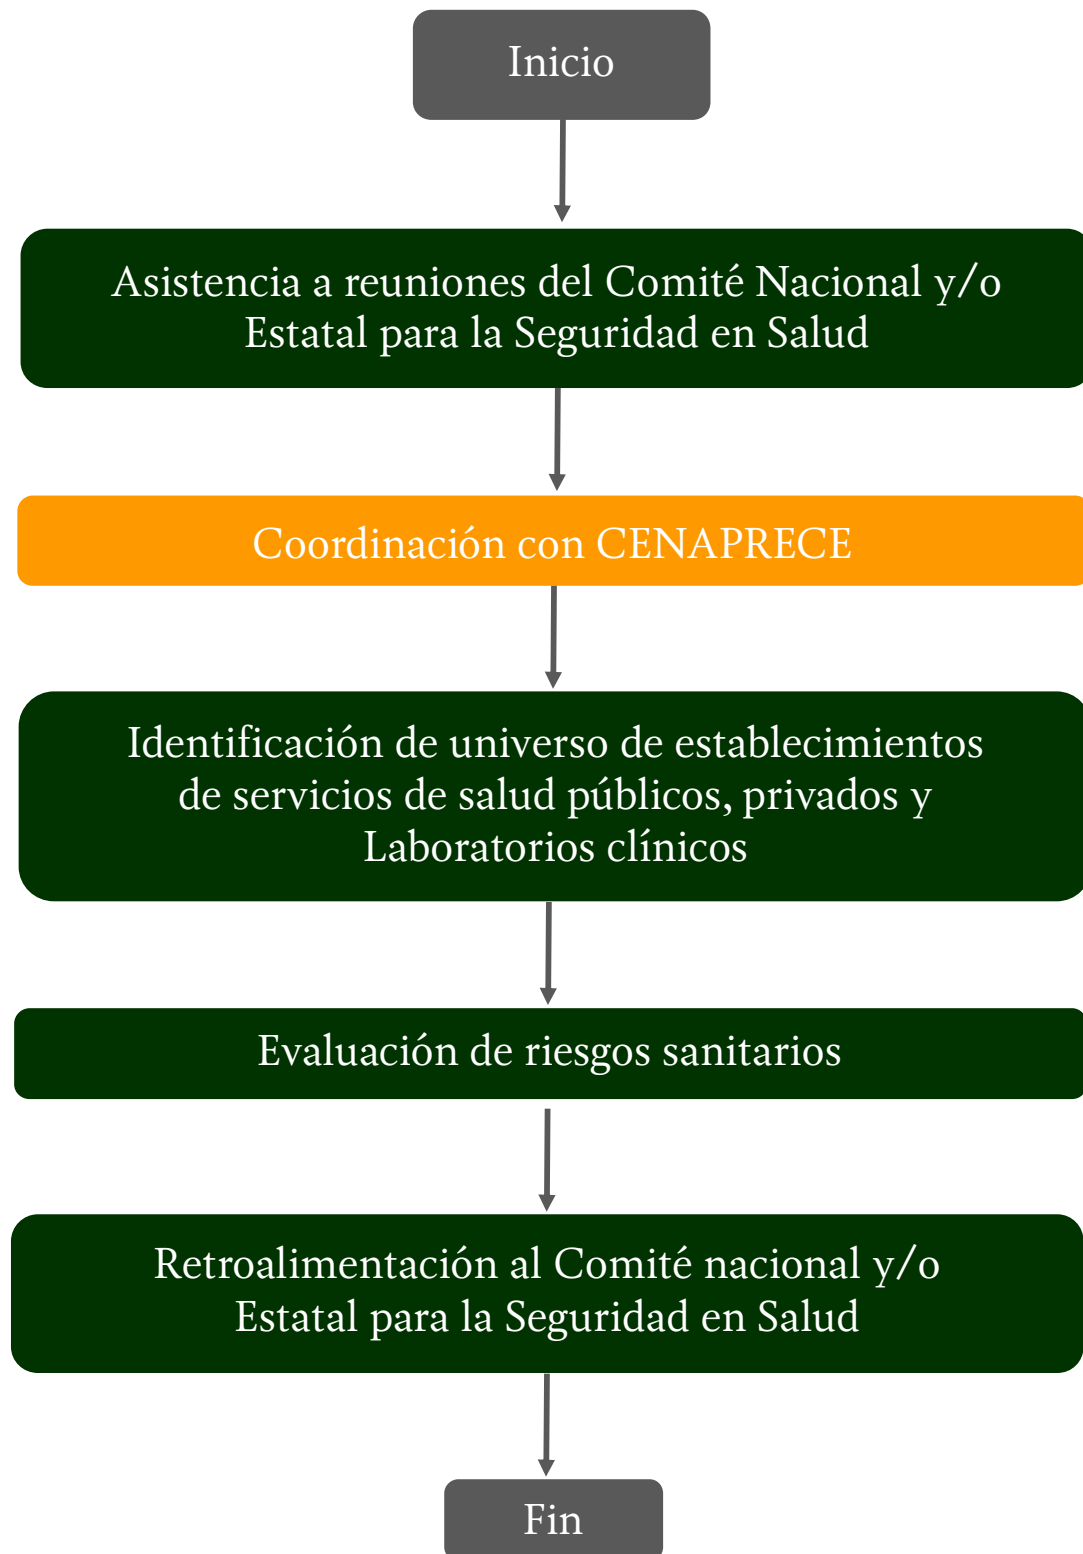 Inicio
Asistencia a reuniones del Comité Nacional y/o
Estatal para la Seguridad en Salud
Coordinación con CENAPRECE
Identificación de universo de establecimientos
de servicios de salud públicos, privados y
Laboratorios clínicos
Evaluación de riesgos sanitarios
Retroalimentación al Comité nacional y/o
Estatal para la Seguridad en Salud
Fin